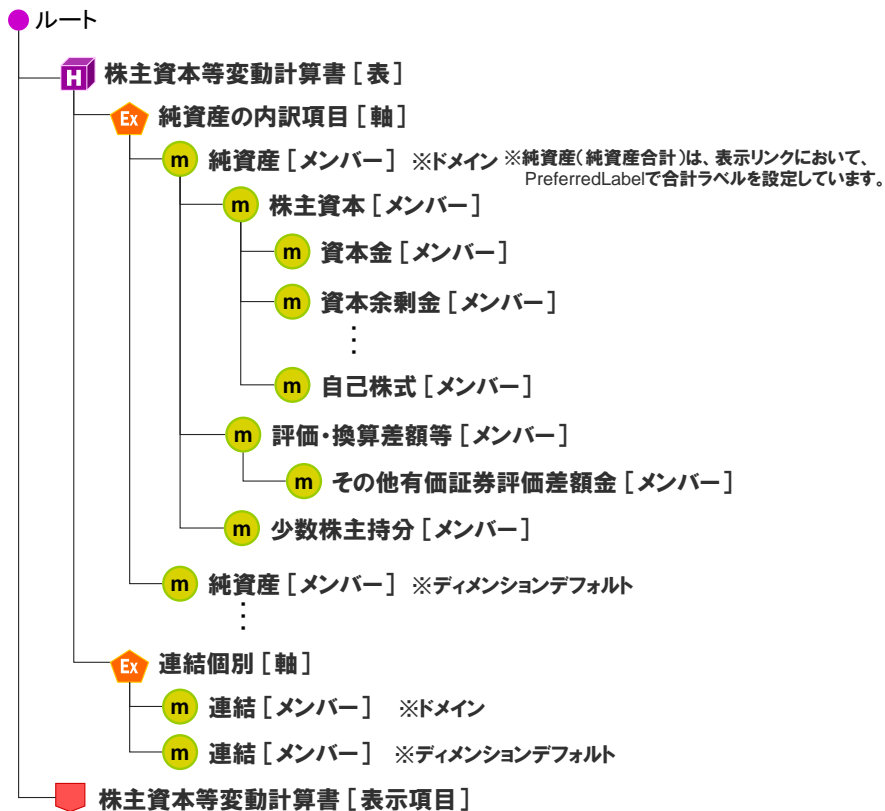 ルート
H 株主資本等変動計算書［表］
Ex 純資産の内訳項目［軸］
m 純資産［メンバー］ ※ドメイン ※純資産（純資産合計）は、表示リンクにおいて、
PreferredLabelで合計ラベルを設定しています。
m 株主資本［メンバー］
m 資本金［メンバー］
m 資本余剰金［メンバー］
⋮
m 自己株式［メンバー］
m 評価・換算差額等［メンバー］
m その他有価証券評価差額金［メンバー］
m 少数株主持分［メンバー］
m 純資産［メンバー］ ※ディメンションデフォルト
⋮
Ex 連結個別［軸］
m 連結［メンバー］ ※ドメイン
m 連結［メンバー］ ※ディメンションデフォルト
株主資本等変動計算書［表示項目］